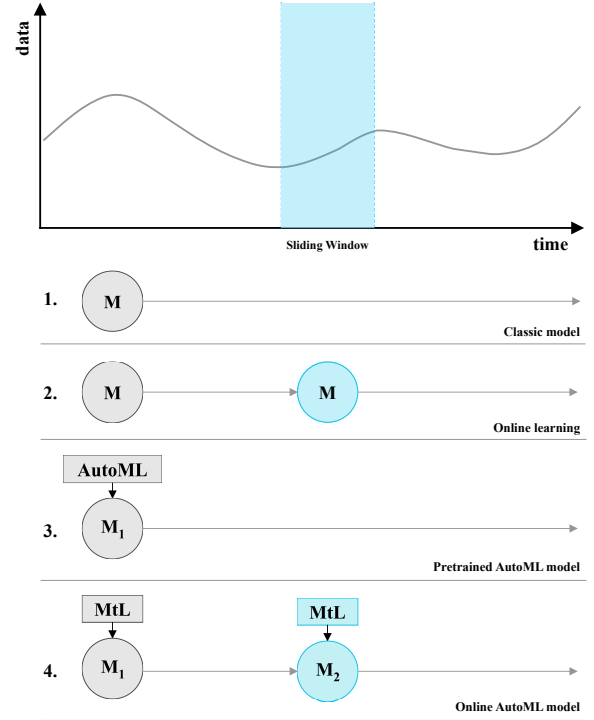 data
Sliding Window
time
1.
M
Classic model
2.
M
M
Online learning
AutoML
3.
M1
Pretrained AutoML model
MtL
MtL
4.
M1
M2
Online AutoML model